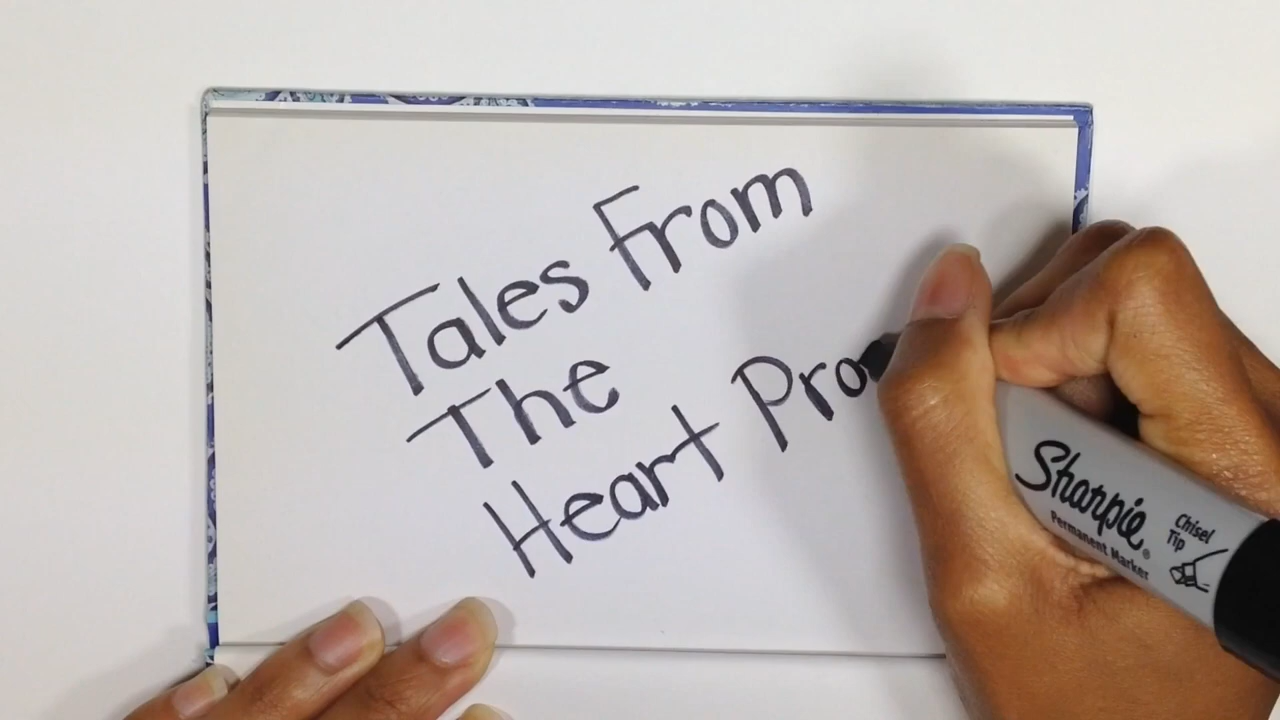 Tales From
The
Heart Pro
Sharpie®
Permanent Marker
Chisel
Tip